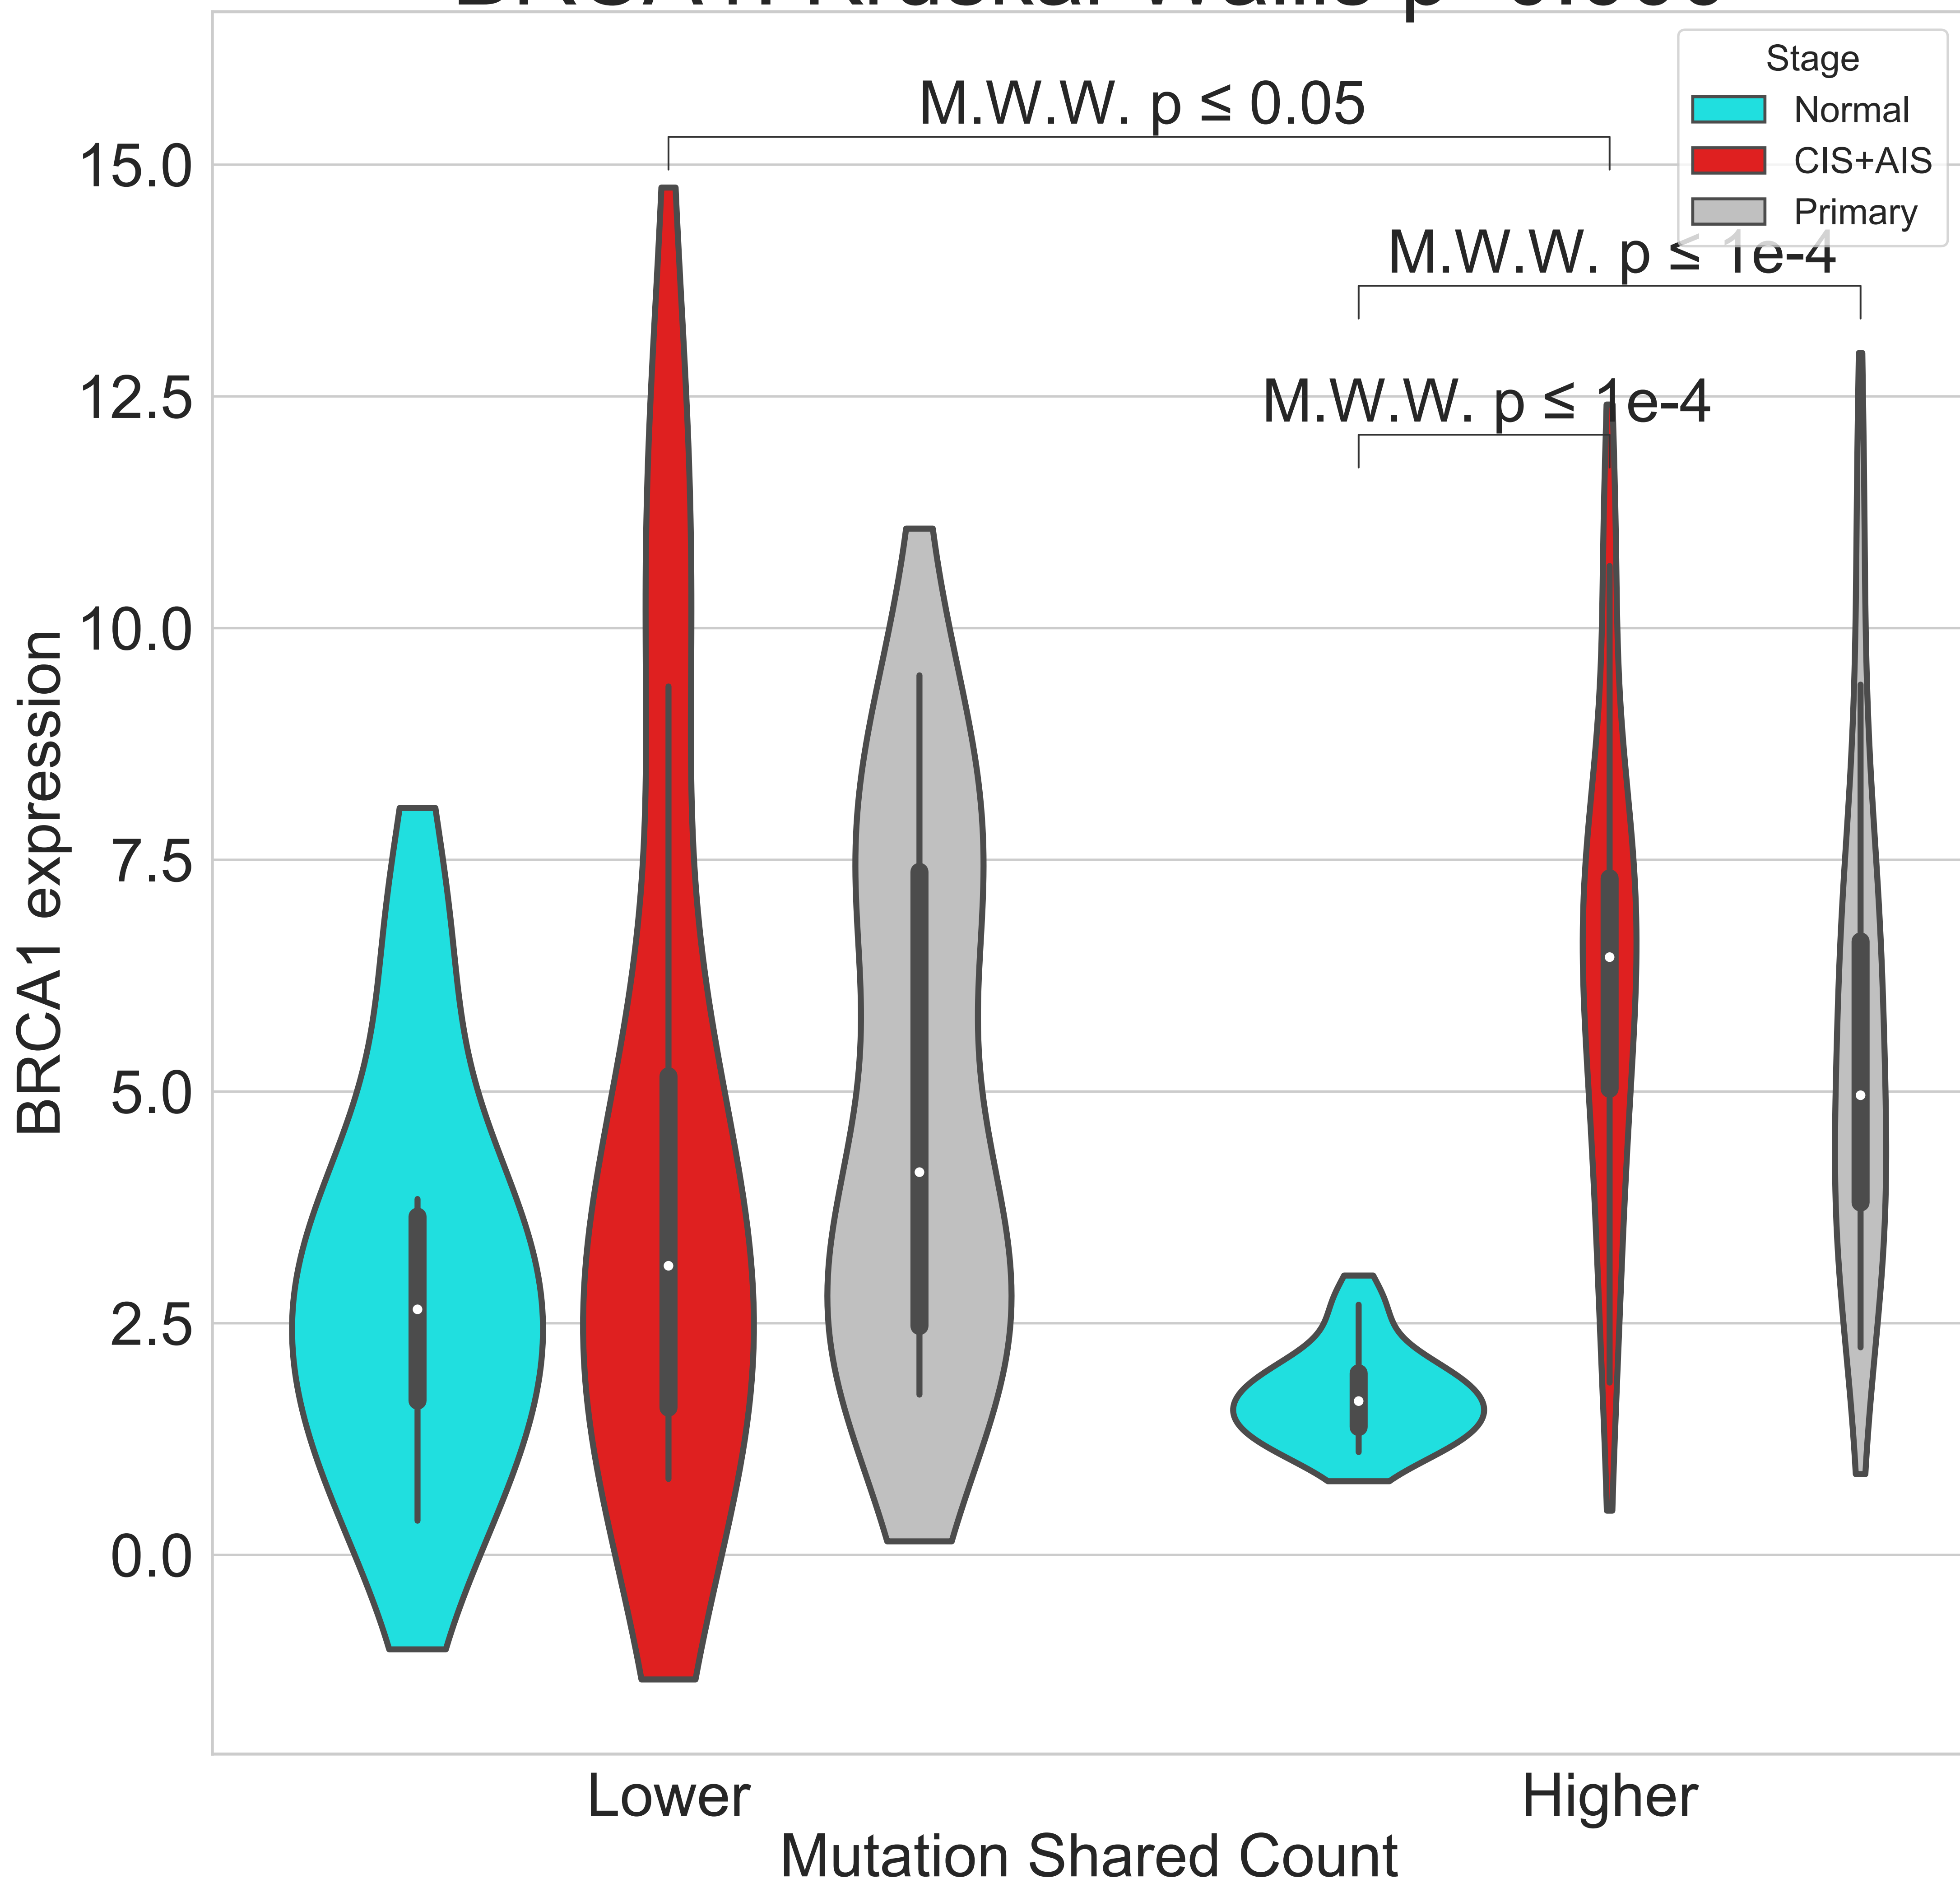 Stage
Normal
CIS+AIS
Primary
M.W.W. p ≤ 0.05
M.W.W. p ≤ 1e-4
M.W.W. p ≤ 1e-4
15.0
12.5
10.0
7.5
5.0
2.5
0.0
BRCA1 expression
Lower
Higher
Mutation Shared Count